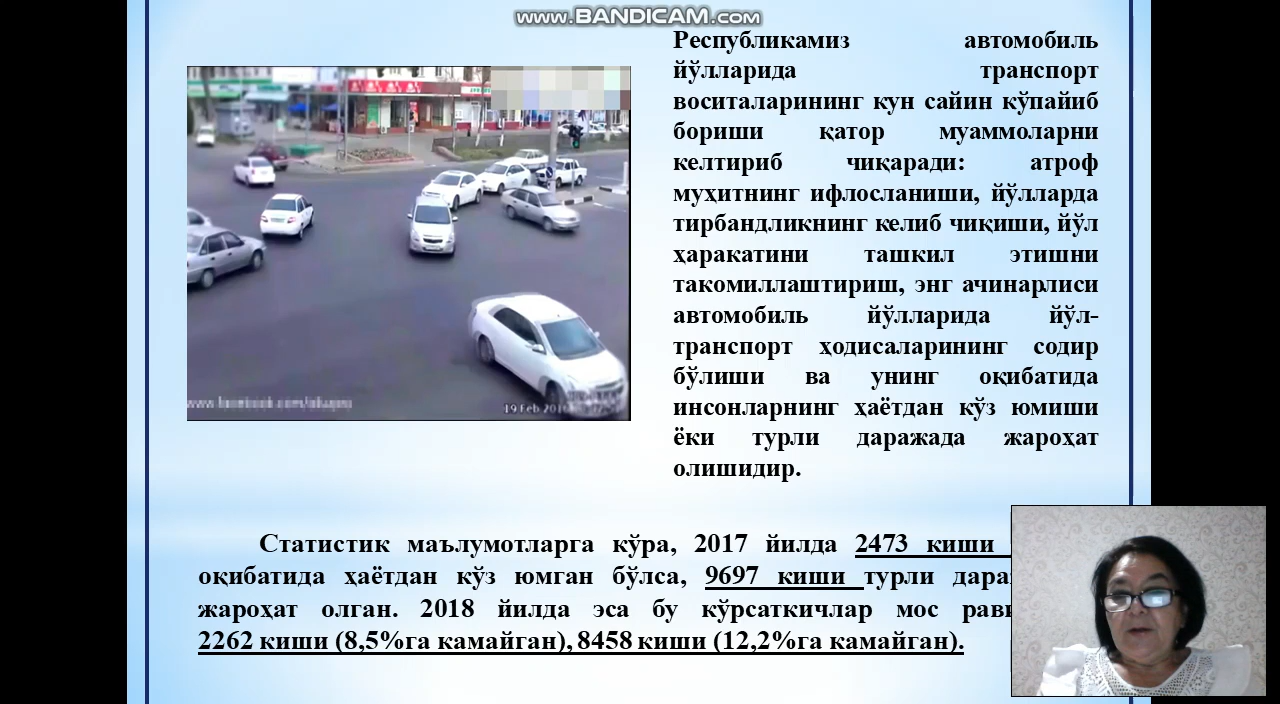 www.BANDICAM.com
Республикамиз автомобиль
йўлларида транспорт
воситаларининг кун сайин кўпайиб
бориши қатор муаммоларни
келтириб чиқаради: атроф
муҳитнинг ифлосланиши, йўлларда
тирбандликнинг келиб чиқиши, йўл
ҳаракатини ташкил этишни
такомиллаштириш, энг ачинарлиси
автомобиль йўлларида йўл-
транспорт ҳодисаларининг содир
бўлиши ва унинг оқибатида
инсонларнинг ҳаётдан кўз юмиши
ёки турли даражада жароҳат
олишидир.
19 Feb
Статистик маълумотларга кўра, 2017 йилда 2473 киши
оқибатида ҳаётдан кўз юмган бўлса, 9697 киши турли
жароҳат олган. 2018 йилда эса бу кўрсаткичлар мос
2262 киши (8,5%га камайган), 8458 киши (12,2%га камайган).